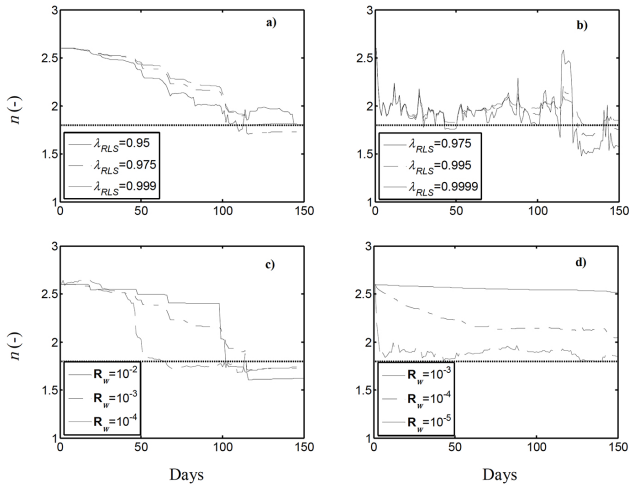 a)
3
2.5
2
1.5
1
n (-)
λRLS=0.95
λRLS=0.975
λRLS=0.999
0 50 100 150
b)
3
2.5
2
1.5
1
λRLS=0.975
λRLS=0.995
λRLS=0.9999
0 50 100 150
c)
3
2.5
2
1.5
1
n (-)
Rw=10-2
Rw=10-3
Rw=10-4
0 50 100 150
Days
d)
3
2.5
2
1.5
1
Rw=10-3
Rw=10-4
Rw=10-5
0 50 100 150
Days